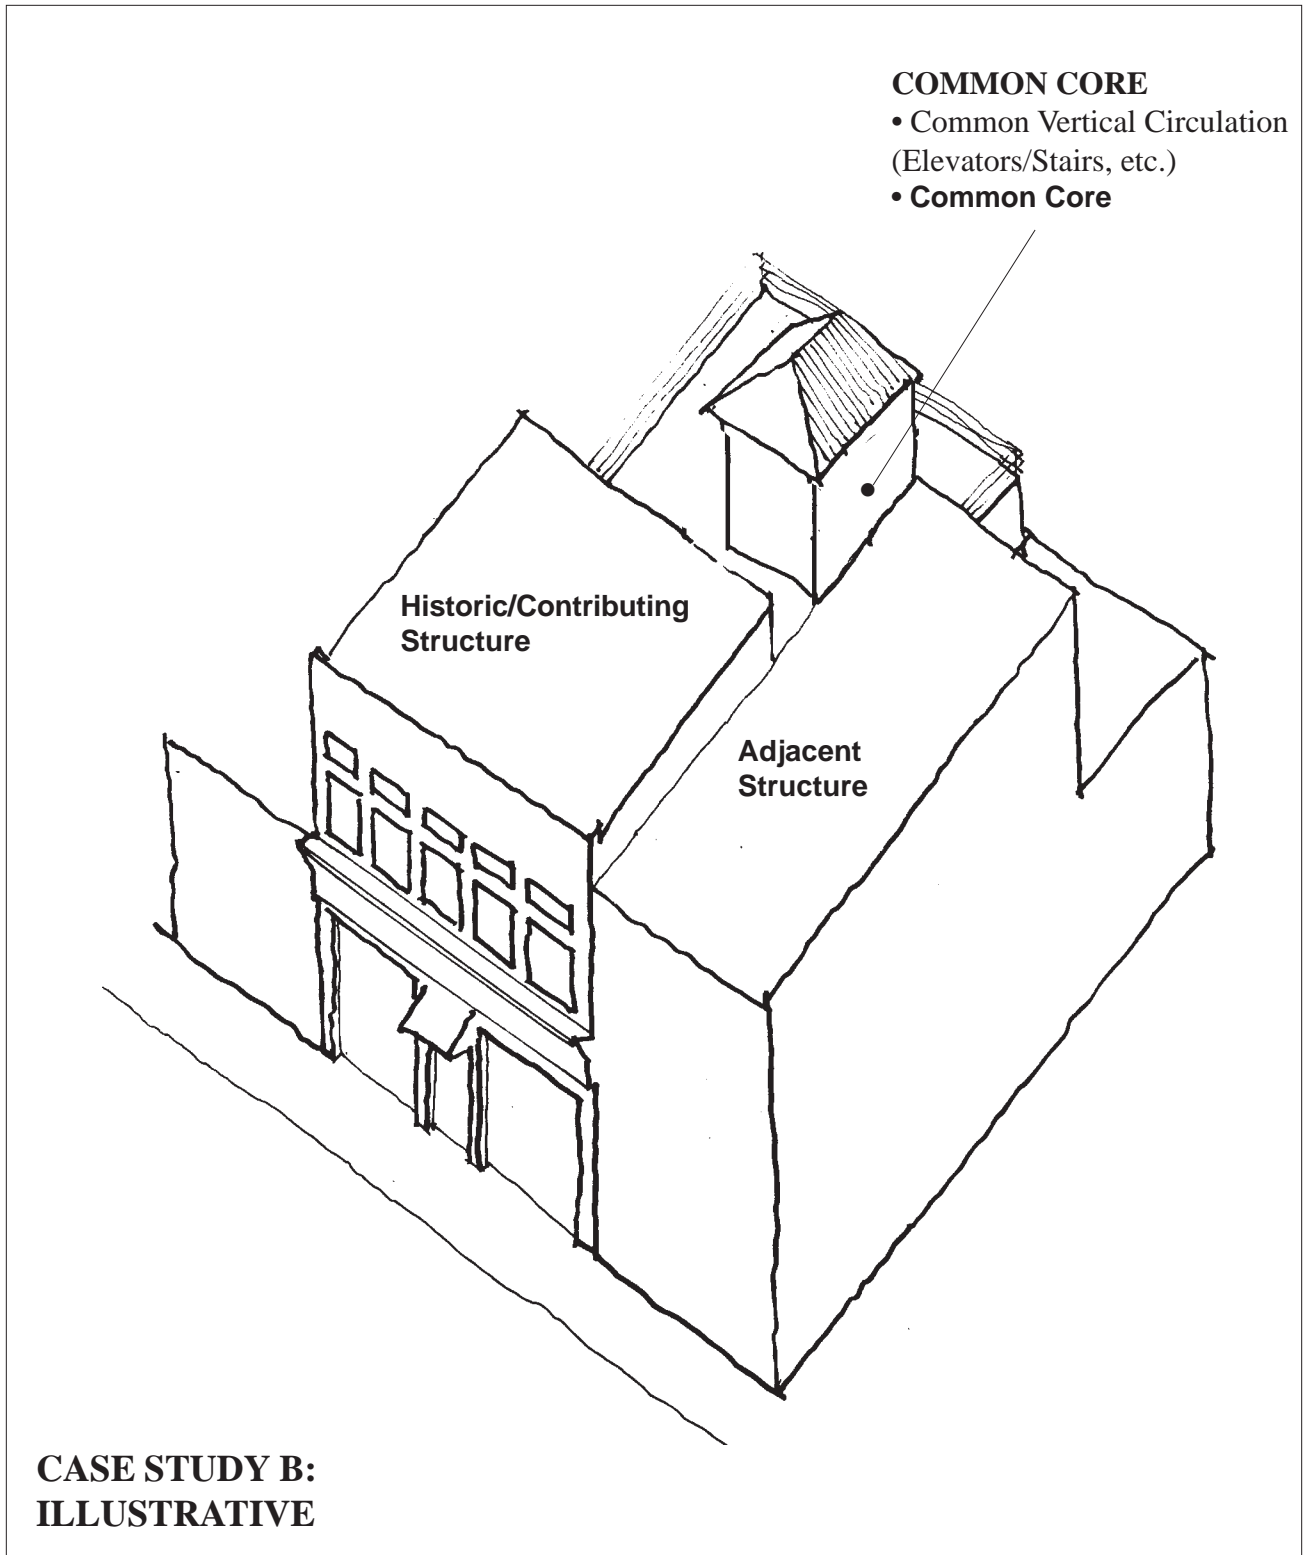 COMMON CORE
• Common Vertical Circulation
(Elevators/Stairs, etc.)
• Common Core
Historic/Contributing
Structure
Adjacent
Structure
CASE STUDY B:
ILLUSTRATIVE